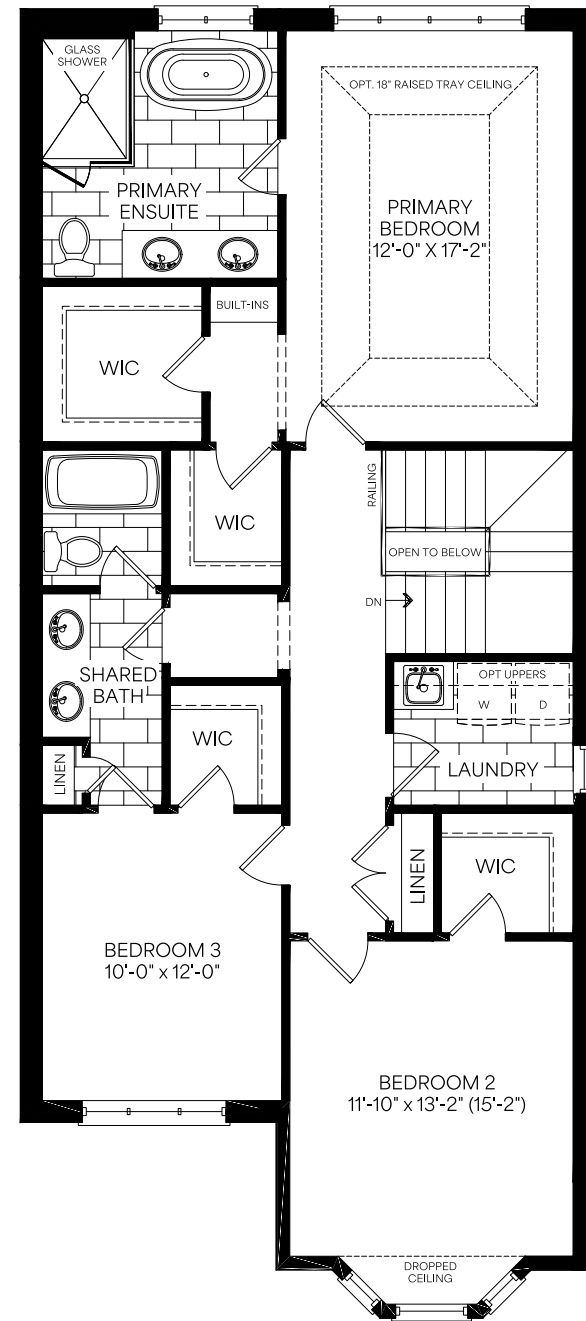 GLASS
SHOWER
OPT. 18" RAISED TRAY CEILING
PRIMARY
ENSUITE
PRIMARY
BEDROOM
12'-0" X 17'-2"
BUILT-INS
WIC
WIC
RAILING
OPEN TO BELOW
DN
SHARED
BATH
OPT UPPERS
W
D
WIC
LINEN
LAUNDRY
LINEN
WIC
BEDROOM 3
10'-0" x 12'-0"
BEDROOM 2
11'-10" x 13'-2" (15'-2")
DROPPED
CEILING